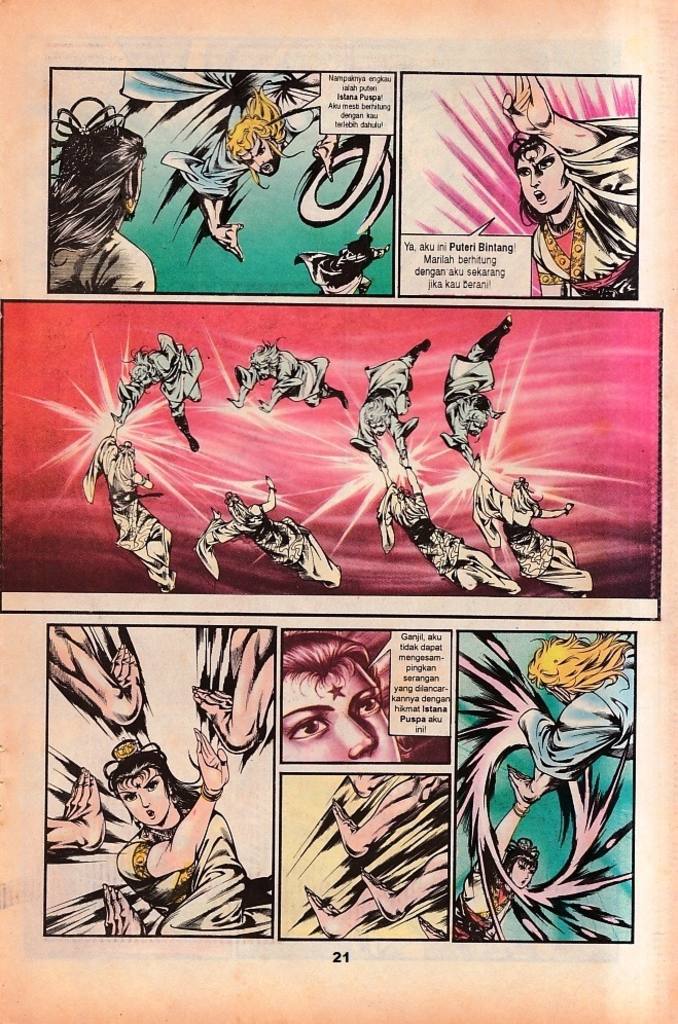 Nampaknya engkau
ialah puteri
Istana Puspa!
Aku mesti berhitung
dengan kau
terlebih dahulu!
Ya, aku ini Puteri Bintang!
Marilah berhitung
dengan aku sekarang
jika kau berani!
Ganjil, aku
tidak dapat
mengesam-
pingkan
serangan
yang dilancar-
kannya dengan
hikmat Istana
Puspa aku
ini!
21